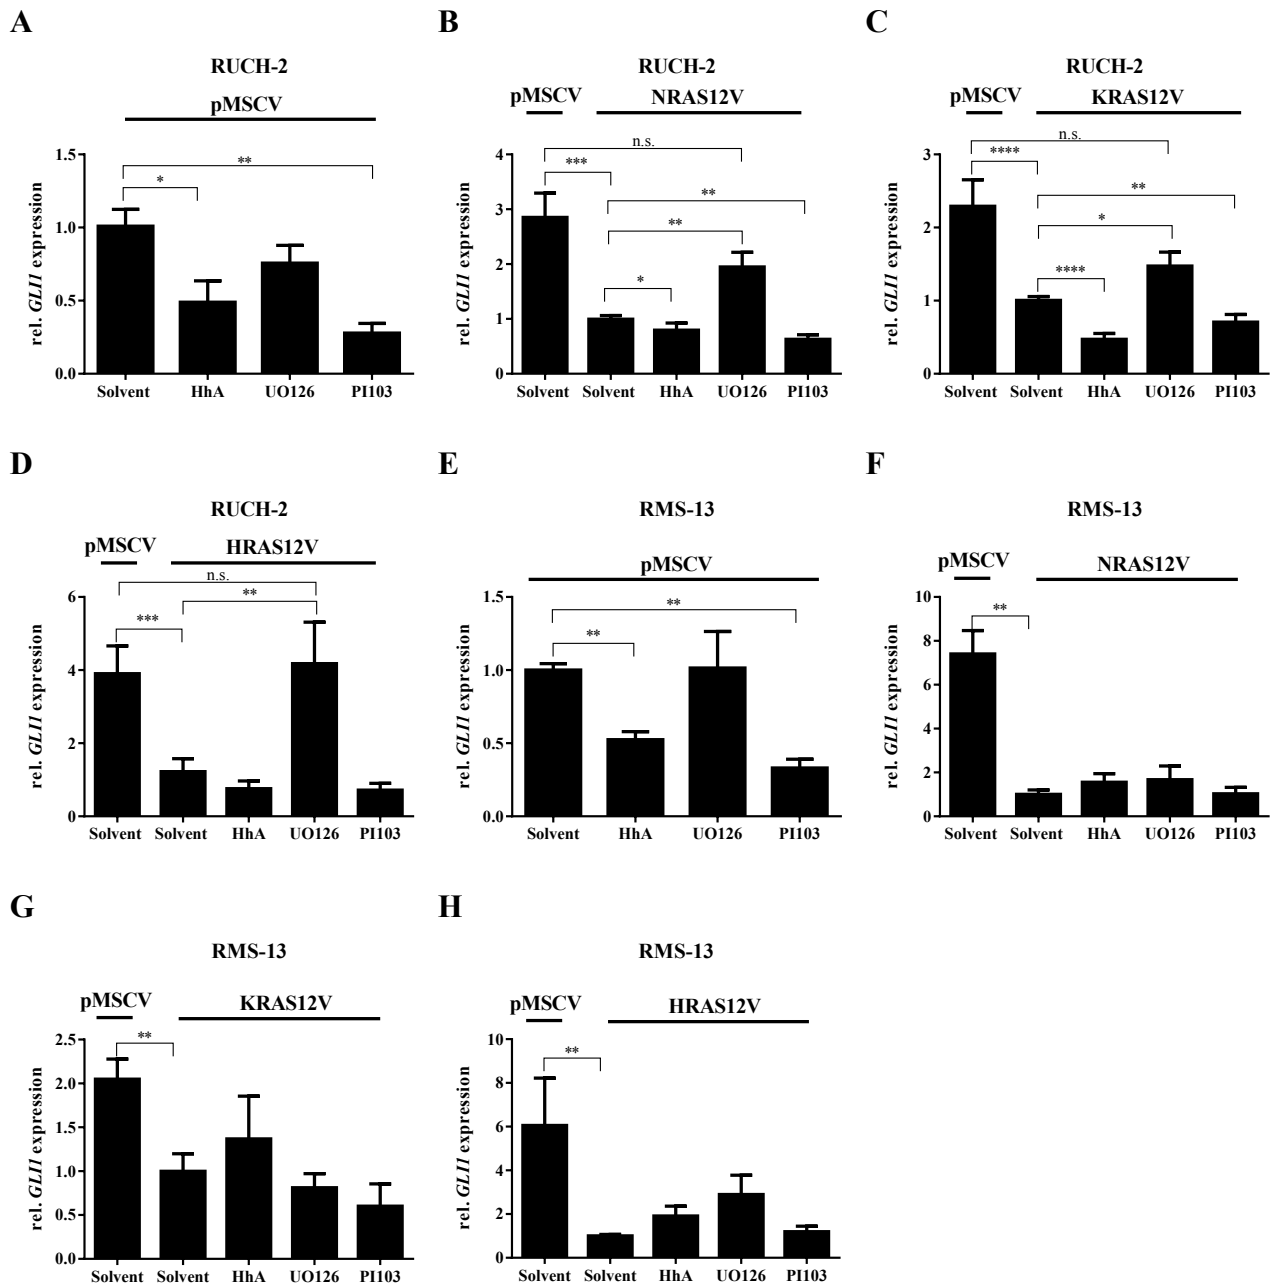 A
RUCH-2
pMSCV
rel. GLI1 expression
1.5
1.0
0.5
0.0
**
*
Solvent HhA UO126 PI103
B
RUCH-2
pMSCV NRAS12V
rel. GLI1 expression
4
3
2
1
0
n.s.
***
**
**
*
Solvent Solvent HhA UO126 PI103
C
RUCH-2
pMSCV KRAS12V
rel. GLI1 expression
3
2
1
0
n.s.
****
**
*
****
Solvent Solvent HhA UO126 PI103
D
RUCH-2
pMSCV HRAS12V
rel. GLI1 expression
6
4
2
0
n.s.
**
***
Solvent Solvent HhA UO126 PI103
E
RMS-13
pMSCV
rel. GLI1 expression
1.5
1.0
0.5
0.0
**
**
Solvent HhA UO126 PI103
F
RMS-13
pMSCV NRAS12V
rel. GLI1 expression
10
8
6
4
2
0
**
Solvent Solvent HhA UO126 PI103
G
RMS-13
pMSCV KRAS12V
rel. GLI1 expression
2.5
2.0
1.5
1.0
0.5
0.0
**
Solvent Solvent HhA UO126 PI103
H
RMS-13
pMSCV HRAS12V
rel. GLI1 expression
10
8
6
4
2
0
**
Solvent Solvent HhA UO126 PI103